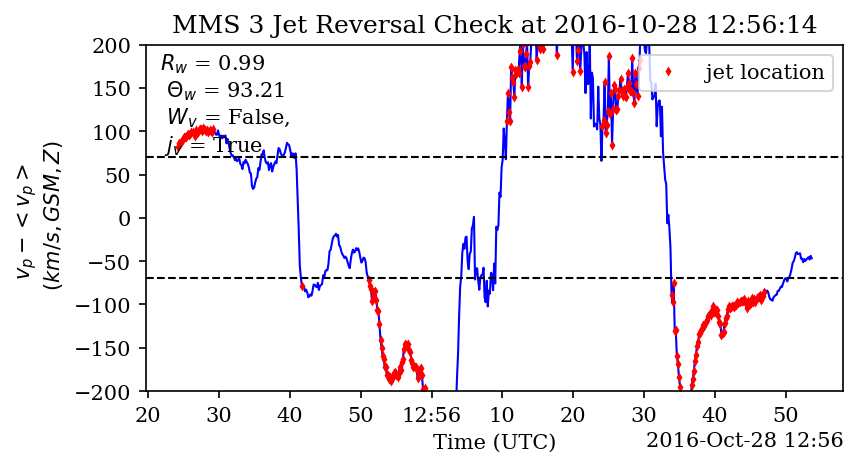 MMS 3 Jet Reversal Check at 2016-10-28 12:56:14
R_w = 0.99
Θ_w = 93.21
W_v = False,
j_v = True
jet location
v_p − < v_p >
(km/s, GSM, Z)
200
150
100
50
0
−50
−100
−150
−200
20 30 40 50 12:56 10 20 30 40 50
Time (UTC)
2016-Oct-28 12:56